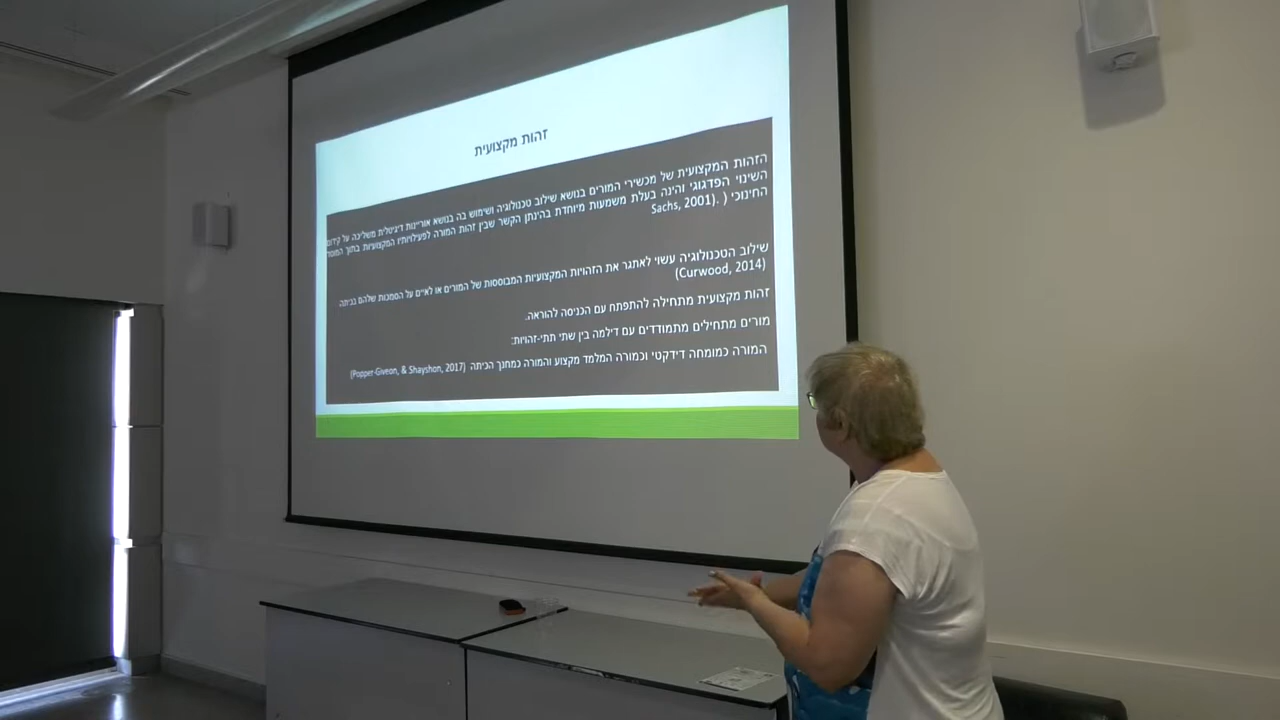 זהות מקצועית
הזהות המקצועית של מכשירי המורים בנושא שילוב טכנולוגיה ושימוש בה בנושא אוריינות דיגיטלית משליכה על קידום
השינוי הפדגוגי והינה בעלת משמעות מיוחדת בהינתן הקשר שבין זהות המורה לפעילויותיו המקצועיות בתוך המוסד
החינוכי ( .(Sachs, 2001
שילוב הטכנולוגיה עשוי לאתגר את הזהויות המקצועיות המבוססות של המורים או לאיים על הסמכות שלהם בכיתה
(Curwood, 2014)
זהות מקצועית מתחילה להתפתח עם הכניסה להוראה.
מורים מתחילים מתמודדים עם דילמה בין שתי תתי-זהויות:
המורה כמומחה דידקטי וכמורה המלמד מקצוע והמורה כמחנך הכיתה (Popper-Giveon, & Shayshon, 2017)